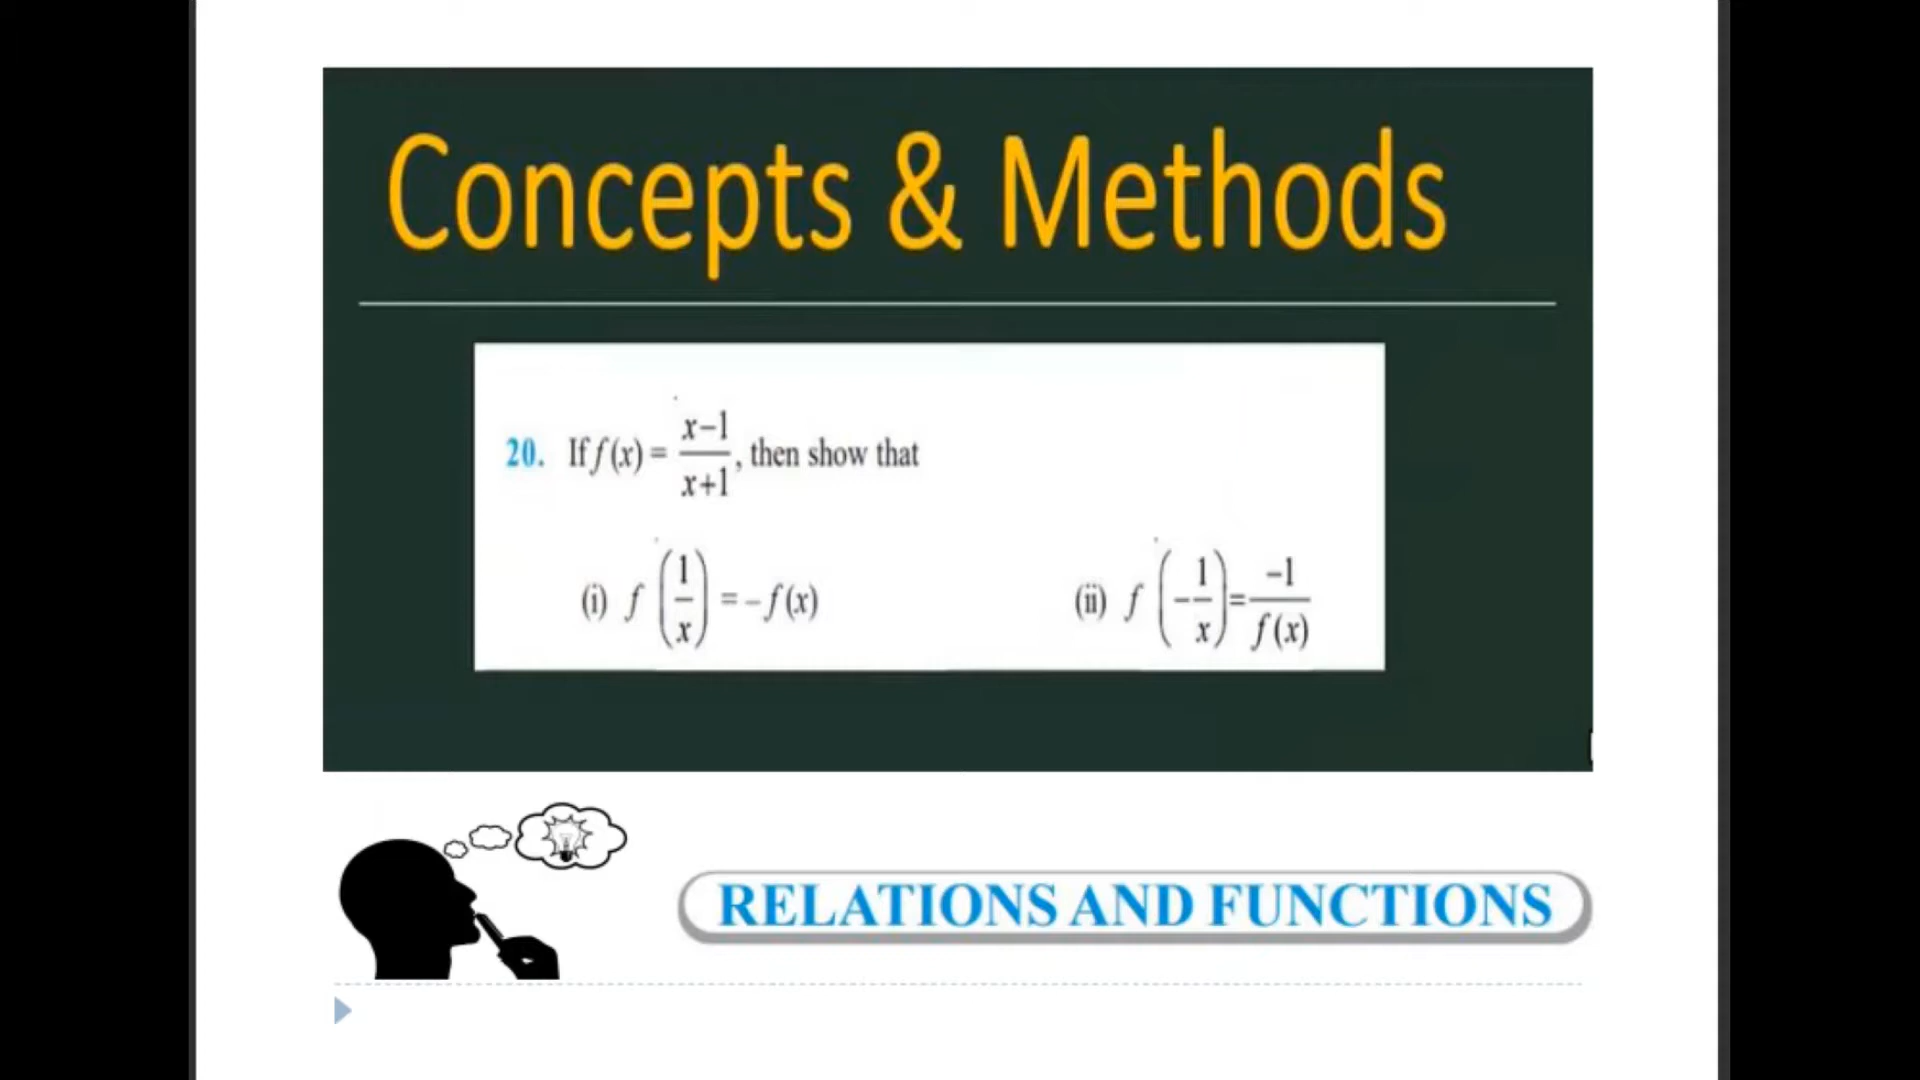 Concepts & Methods
20. If f(x) = x–1/x+1, then show that
(i) f(1/x) = –f(x) (ii) f(–1/x) = –1/f(x)
RELATIONS AND FUNCTIONS